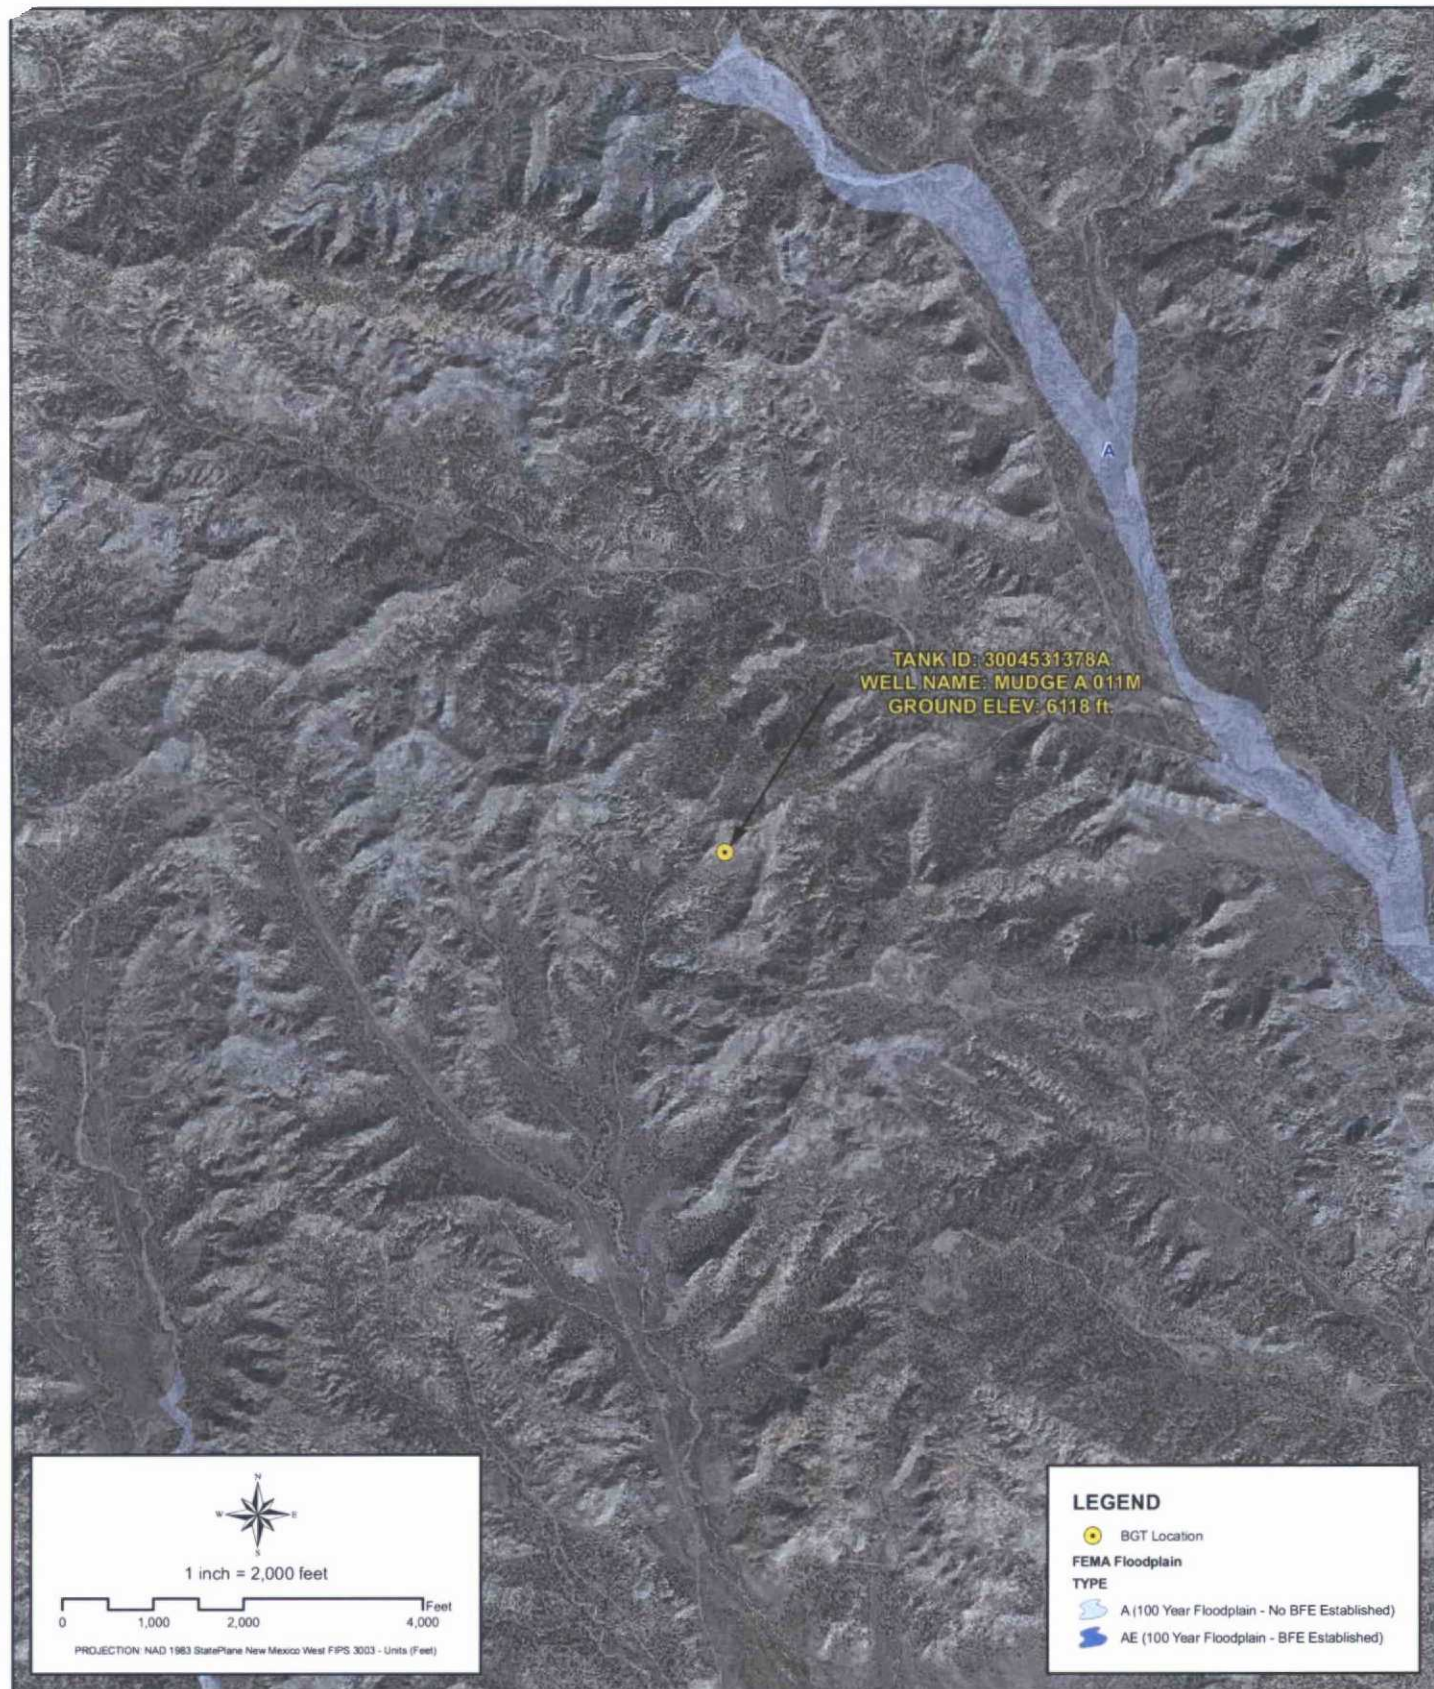 A
TANK ID: 3004531378A
WELL NAME: MUDGE A 011M
GROUND ELEV: 6118 ft.
N
W E
S
1 inch = 2,000 feet
Feet
0 1,000 2,000 4,000
PROJECTION: NAD 1983 StatePlane New Mexico West FIPS 3003 - Units (Feet)
LEGEND
BGT Location
FEMA Floodplain
TYPE
A (100 Year Floodplain - No BFE Established)
AE (100 Year Floodplain - BFE Established)